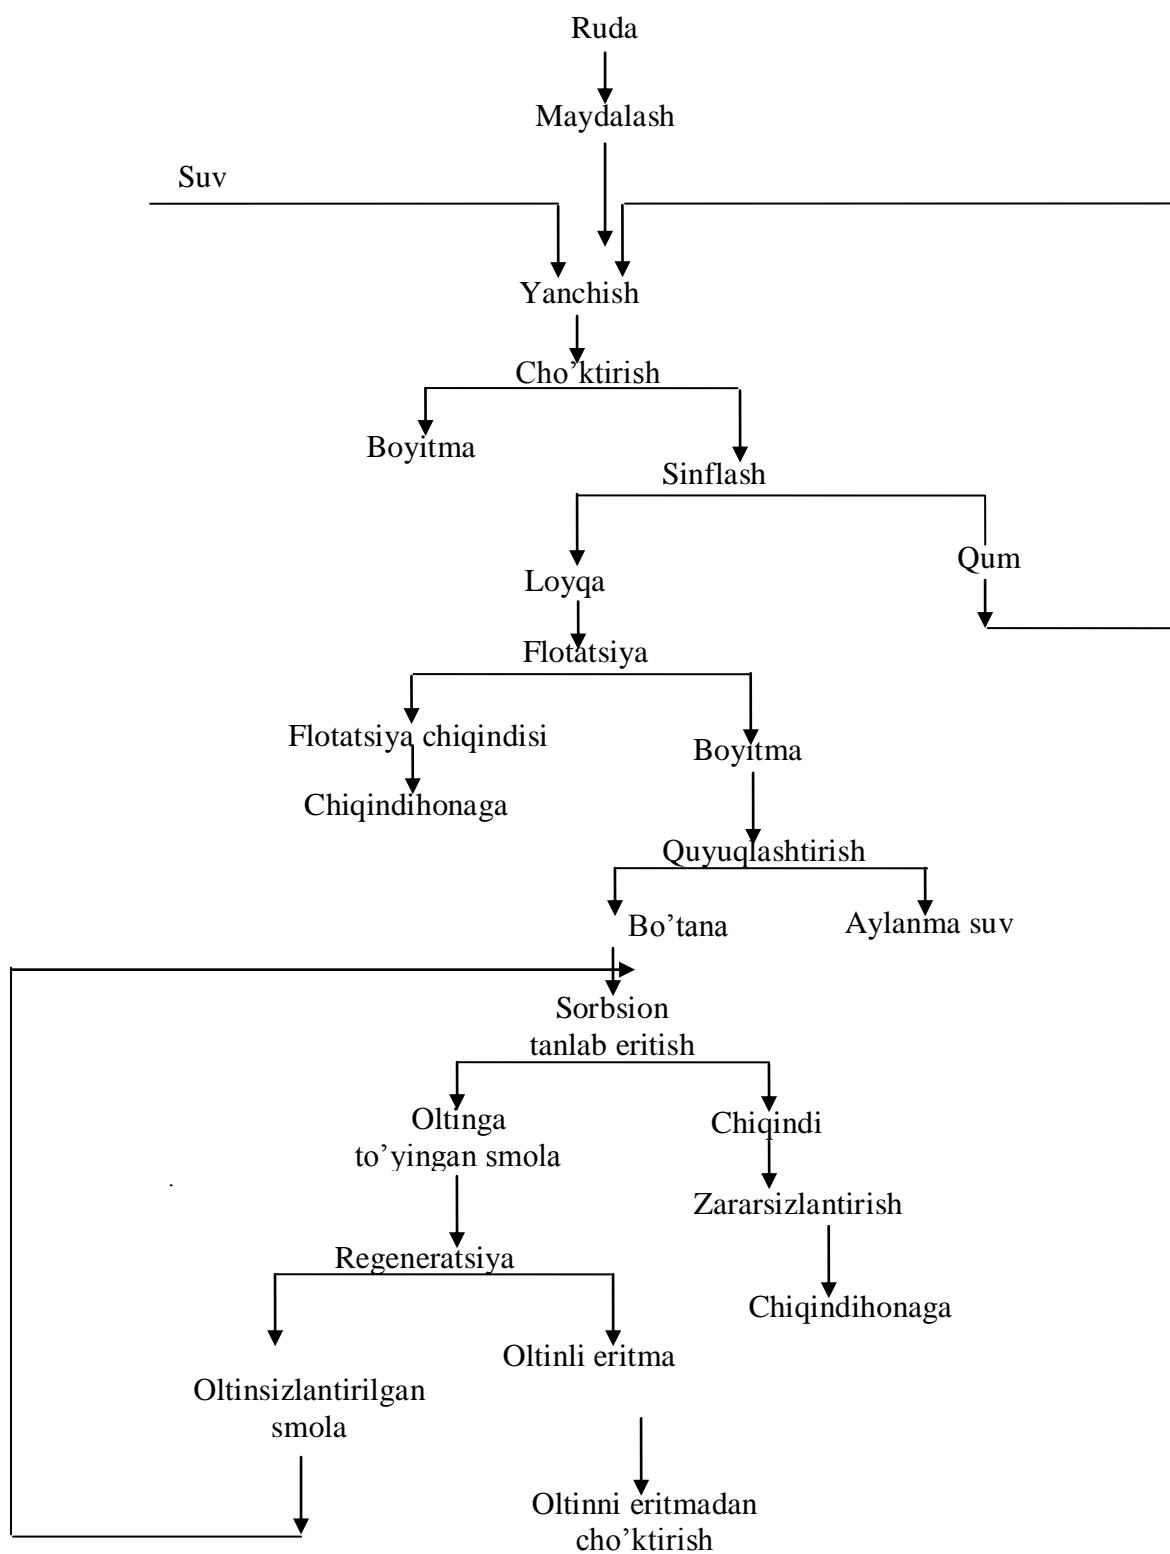 Ruda
Maydalash
Suv
Yanchish
Cho’ktirish
Boyitma
Sinflash
Qum
Loyqa
Flotatsiya
Flotatsiya chiqindisi
Boyitma
Chiqindihonaga
Quyuqlashtirish
Bo’tana
Aylanma suv
Sorbsion
tanlab eritish
Oltinga
to’yingan smola
Chiqindi
Zararsizlantirish
Regeneratsiya
Chiqindihonaga
Oltinli eritma
Oltinsizlantirilgan
smola
Oltinni eritmadan
cho’ktirish